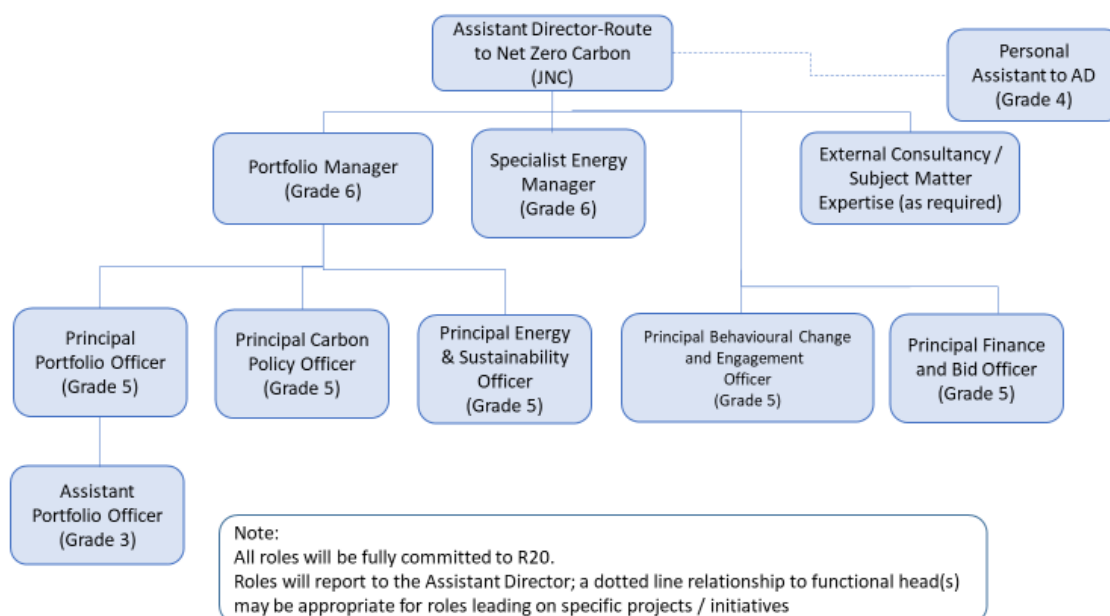 Assistant Director-Route
to Net Zero Carbon
(JNC)
Personal
Assistant to AD
(Grade 4)
Portfolio Manager
(Grade 6)
Specialist Energy
Manager
(Grade 6)
External Consultancy /
Subject Matter
Expertise (as required)
Principal
Portfolio Officer
(Grade 5)
Principal Carbon
Policy Officer
(Grade 5)
Principal Energy
& Sustainability
Officer
(Grade 5)
Principal Behavioural Change
and Engagement
Officer
(Grade 5)
Principal Finance
and Bid Officer
(Grade 5)
Assistant
Portfolio Officer
(Grade 3)
Note:
All roles will be fully committed to R20.
Roles will report to the Assistant Director; a dotted line relationship to functional head(s)
may be appropriate for roles leading on specific projects / initiatives